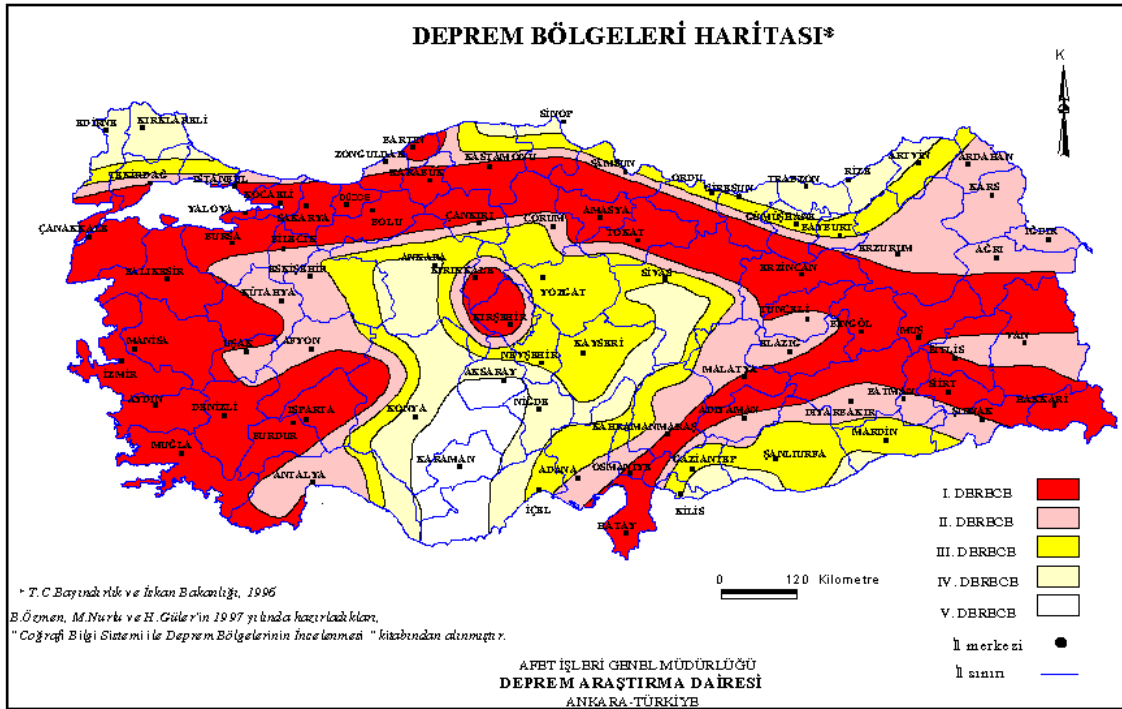 DEPREM BÖLGELERİ HARİTASI*
K
SİNOP
EDİRNE KIRKLARELİ
BARTIN
ZONGULDAK
KASTAMONU
KARABÜK
SAMSUN
ARTVİN
ARDAHAN
TEKİRDAĞ
İSTANBUL
KOCAELİ
ORDU
GİRESUN
TRABZON
RİZE
KARS
YALOVA
SAKARYA
DÜZCE
BOLU
ÇANKIRI
ÇORUM
AMASYA
GÜMÜŞHANE
BAYBURT
ÇANAKKALE
BURSA
BİLECİK
TOKAT
ERZURUM
IĞDIR
AĞRI
BALIKESİR
ESKİŞEHİR
ANKARA
KIRIKKALE
SİVAS
ERZİNCAN
KÜTAHYA
YOZGAT
KIRŞEHİR
TUNCELİ
BİNGÖL
MUŞ
VAN
MANİSA
UŞAK
AFYON
NEVŞEHİR
KAYSERİ
ELAZIĞ
BİTLİS
İZMİR
AKSARAY
MALATYA
SİİRT
AYDIN
DENİZLİ
ISPARTA
KONYA
NİĞDE
ADIYAMAN
DİYARBAKIR
BATMAN
ŞIRNAK
HAKKARİ
BURDUR
KAHRAMANMARAŞ
MUĞLA
MARDİN
ANTALYA
KARAMAN
ADANA
OSMANİYE
GAZİANTEP
ŞANLIURFA
İÇEL
KİLİS
HATAY
I. DERECE
II. DERECE
III. DERECE
IV. DERECE
V. DERECE
İl merkezi
İl sınırı
0 120 Kilometre
* T.C.Bayındırlık ve İskan Bakanlığı, 1996
B.Özmen, M.Nurlu ve H.Güler'in 1997 yılında hazırladıkları,
" Coğrafi Bilgi Sistemi ile Deprem Bölgelerinin İncelenmesi " kitabından alınmıştır.
AFET İŞLERİ GENEL MÜDÜRLÜĞÜ
DEPREM ARAŞTIRMA DAİRESİ
ANKARA-TÜRKİYE